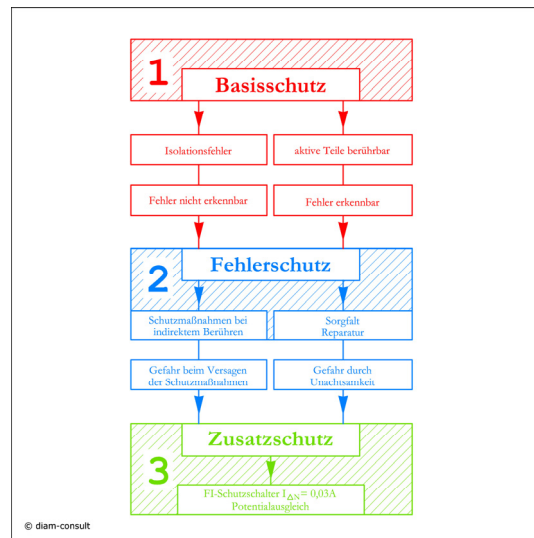 1
Basisschutz
Isolationsfehler
aktive Teile berührbar
Fehler nicht erkennbar
Fehler erkennbar
Fehlerschutz
2
Schutzmaßnahmen bei
indirektem Berühren
Sorgfalt
Reparatur
Gefahr beim Versagen
der Schutzmaßnahmen
Gefahr durch
Unachtsamkeit
Zusatzschutz
3
FI-Schutzschalter I△N = 0,03A
Potentialausgleich
© diam-consult